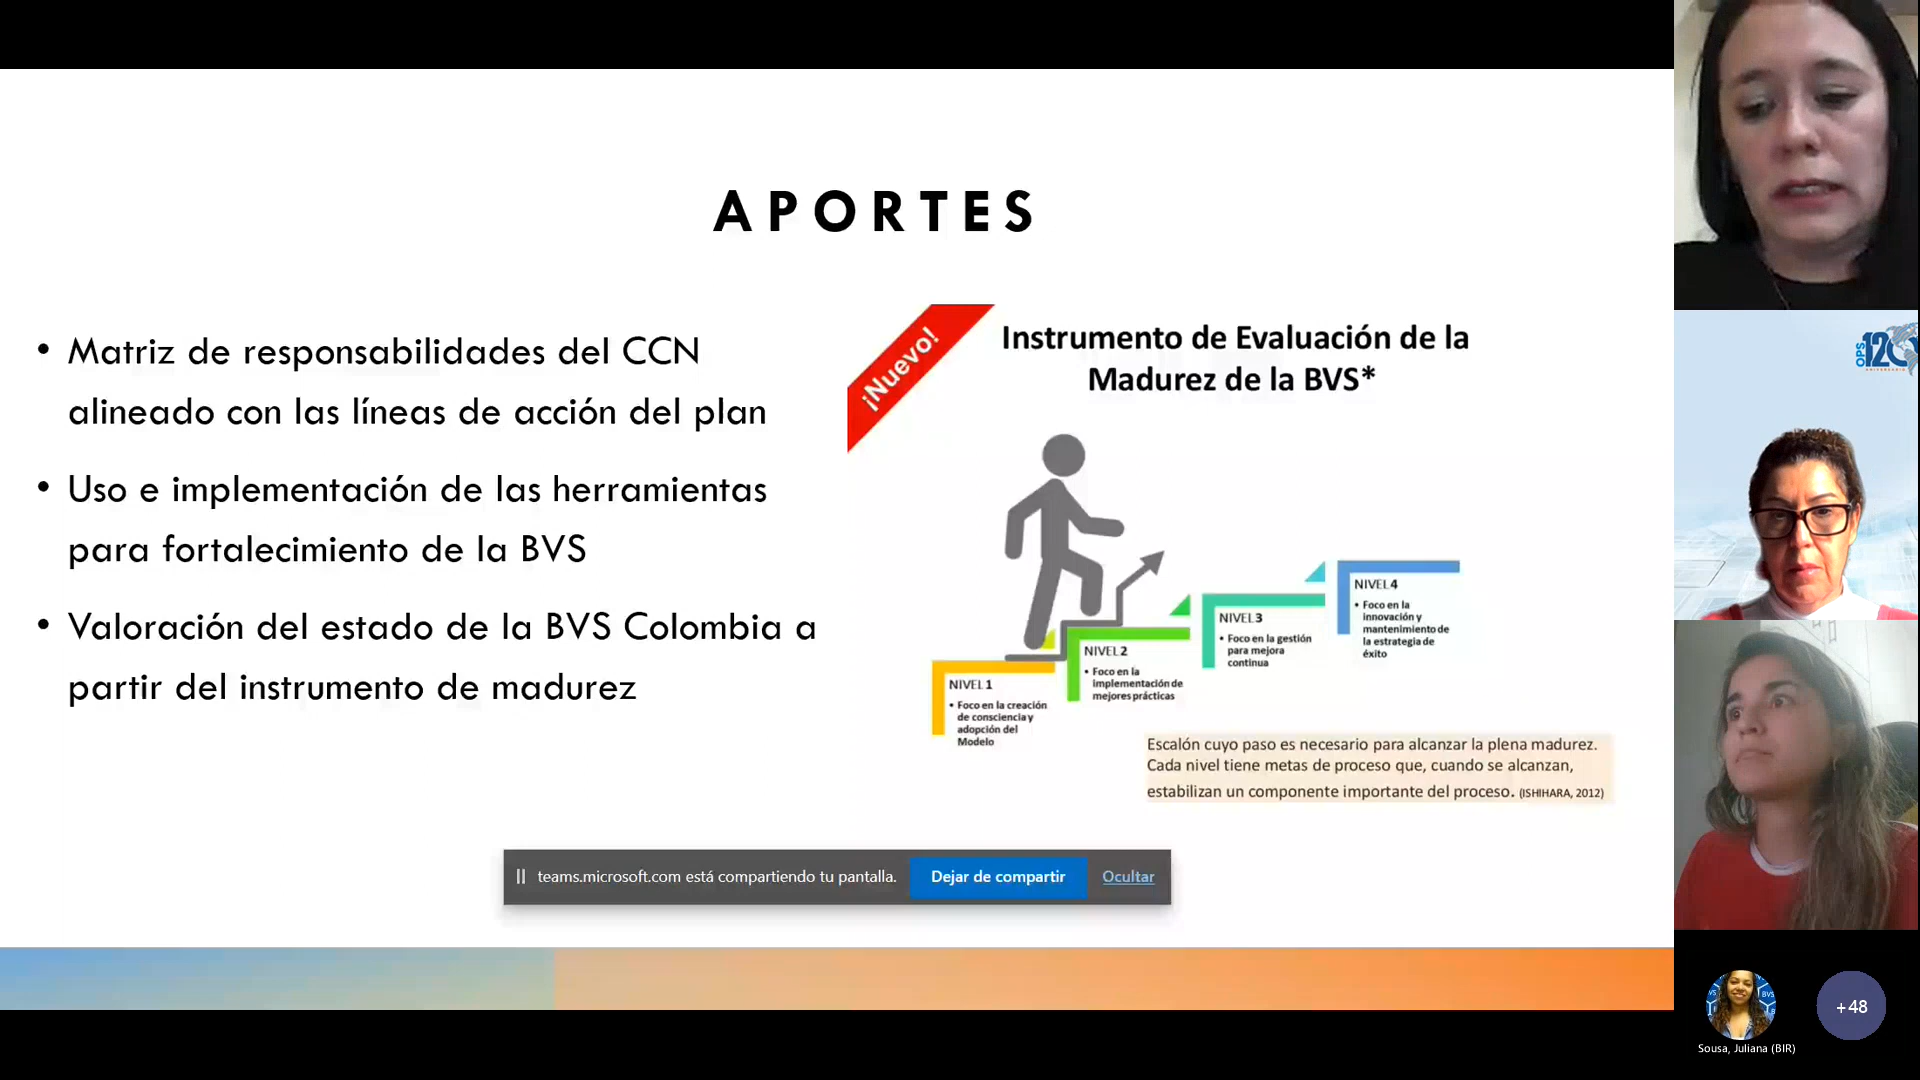 APORTES
• Matriz de responsabilidades del CCN
alineado con las líneas de acción del plan
• Uso e implementación de las herramientas
para fortalecimiento de la BVS
• Valoración del estado de la BVS Colombia a
partir del instrumento de madurez
¡Nuevo!
Instrumento de Evaluación de la
Madurez de la BVS*
NIVEL 1
• Foco en la creación
de consciencia y
adopción del
Modelo
NIVEL 2
• Foco en la
implementación de
mejores prácticas
NIVEL 3
• Foco en la gestión
para mejora
continua
NIVEL 4
• Foco en la
innovación y
mantenimiento de
la estrategia de
éxito
Escalón cuyo paso es necesario para alcanzar la plena madurez.
Cada nivel tiene metas de proceso que, cuando se alcanzan,
estabilizan un componente importante del proceso. (ISHIHARA, 2012)
teams.microsoft.com está compartiendo tu pantalla.
Dejar de compartir
Ocultar
OPS
120
ANIVERSARIO
BVS
+48
Sousa, Juliana (BIR)